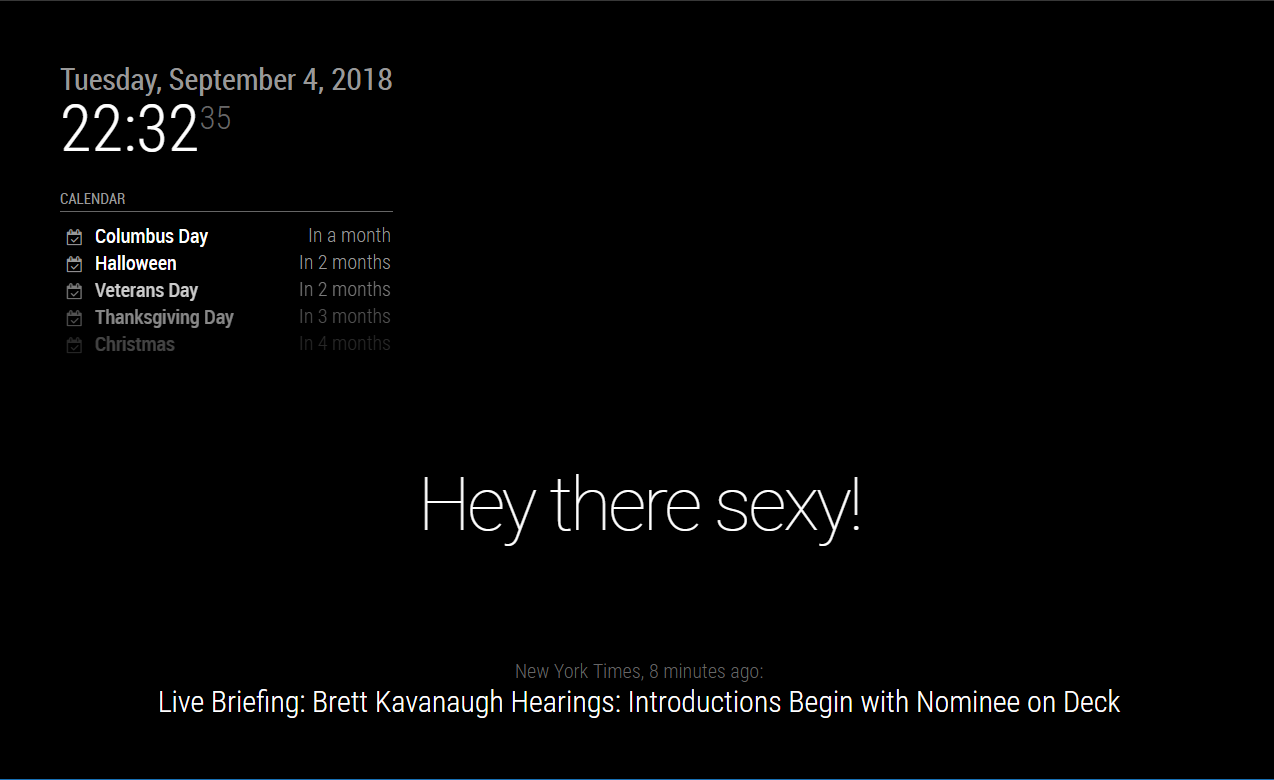 Tuesday, September 4, 2018
22:32 35
CALENDAR
Columbus Day In a month
Halloween In 2 months
Veterans Day In 2 months
Thanksgiving Day In 3 months
Christmas In 4 months
Hey there sexy!
New York Times, 8 minutes ago:
Live Briefing: Brett Kavanaugh Hearings: Introductions Begin with Nominee on Deck